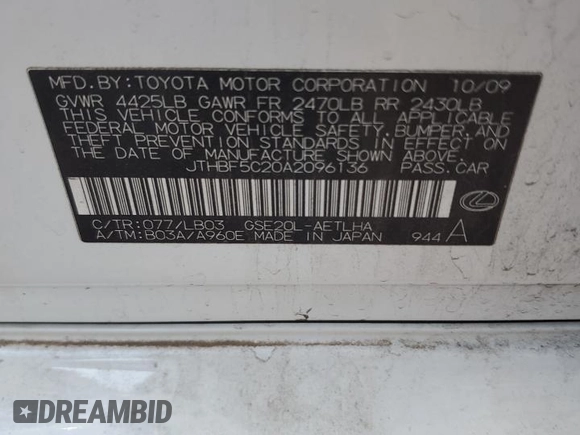 MFD.BY:TOYOTA MOTOR CORPORATION 10/09
GVWR 4425LB GAWR FR 2470LB RR 2430LB
THIS VEHICLE CONFORMS TO ALL APPLICABLE
FEDERAL MOTOR VEHICLE SAFETY,BUMPER,AND
THEFT PREVENTION STANDARDS IN EFFECT ON
THE DATE OF MANUFACTURE SHOWN ABOVE.
JTHBF5C20A2096136 PASS.CAR
C/TR:077/LB03 GSE20L-AETLHA
A/TM:B03A/A960E MADE IN JAPAN 944 A
DREAMBID